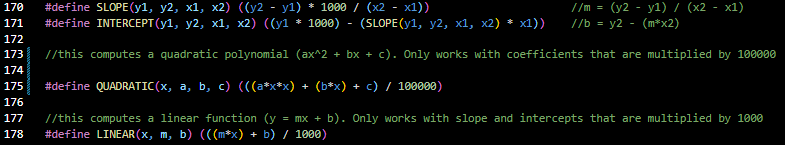 170 #define SLOPE(y1, y2, x1, x2) ((y2 - y1) * 1000 / (x2 - x1)) //m = (y2 - y1) / (x2 - x1)
171 #define INTERCEPT(y1, y2, x1, x2) ((y1 * 1000) - (SLOPE(y1, y2, x1, x2) * x1)) //b = y2 - (m*x2)
172
173 //this computes a quadratic polynomial (ax^2 + bx + c). Only works with coefficients that are multiplied by 100000
174
175 #define QUADRATIC(x, a, b, c) (((a*x*x) + (b*x) + c) / 100000)
176
177 //this computes a linear function (y = mx + b). Only works with slope and intercepts that are multiplied by 1000
178 #define LINEAR(x, m, b) (((m*x) + b) / 1000)